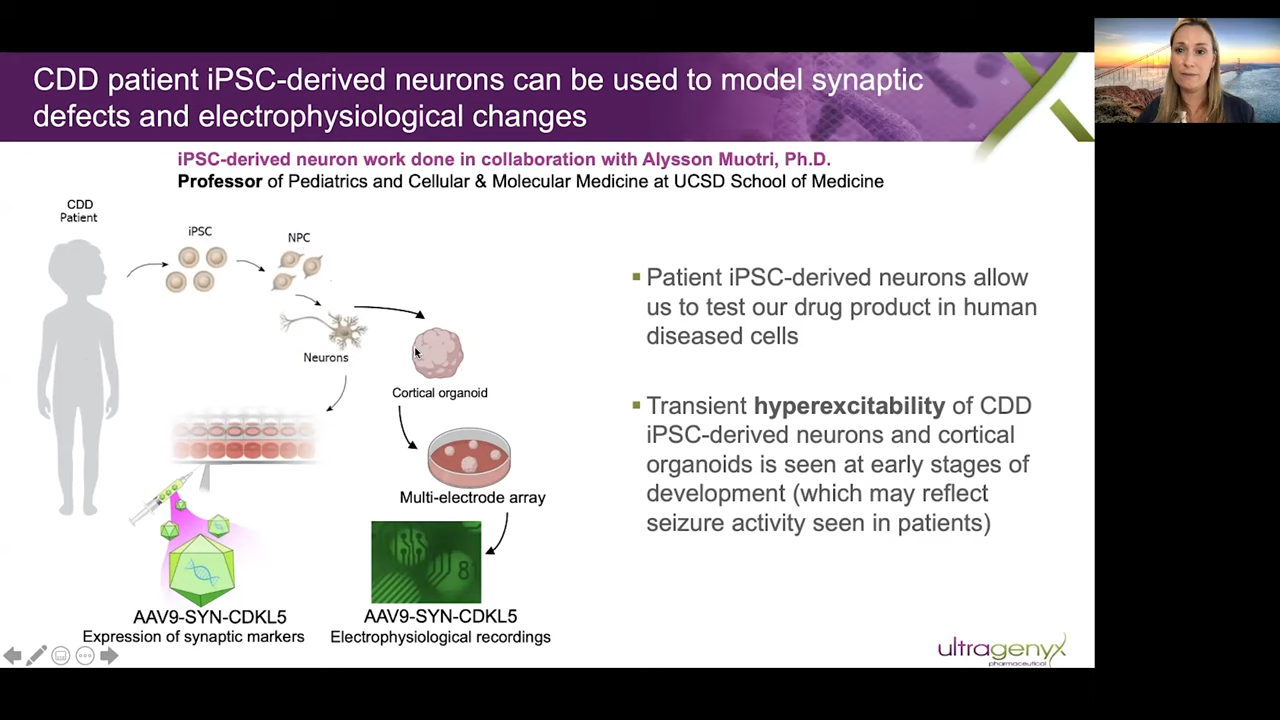 CDD patient iPSC-derived neurons can be used to model synaptic
defects and electrophysiological changes
iPSC-derived neuron work done in collaboration with Alysson Muotri, Ph.D.
Professor of Pediatrics and Cellular & Molecular Medicine at UCSD School of Medicine
CDD
Patient
iPSC
NPC
Neurons
Cortical organoid
Multi-electrode array
8
AAV9-SYN-CDKL5
Expression of synaptic markers
AAV9-SYN-CDKL5
Electrophysiological recordings
Patient iPSC-derived neurons allow
us to test our drug product in human
diseased cells
Transient hyperexcitability of CDD
iPSC-derived neurons and cortical
organoids is seen at early stages of
development (which may reflect
seizure activity seen in patients)
ultragenyx
pharmaceutical